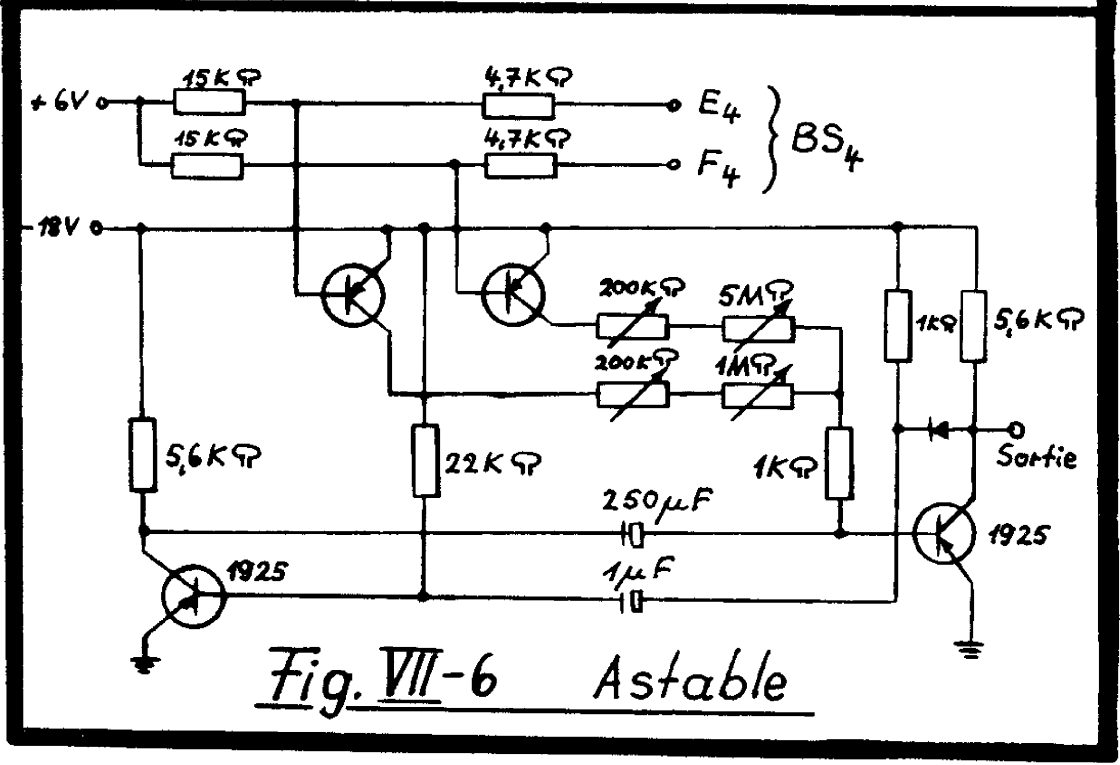 15KΩ
4,7KΩ
+6V
E4
15KΩ
4,7KΩ
F4
BS4
-18V
200KΩ
5MΩ
1KΩ
5,6KΩ
200KΩ
1MΩ
5,6KΩ
22KΩ
1KΩ
Sortie
250µF
1925
1925
1µF
Fig. VII-6 Astable